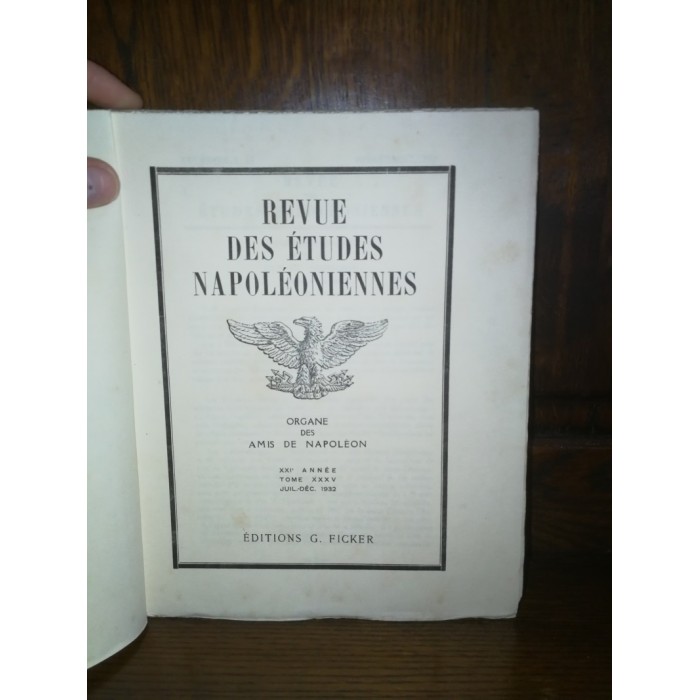 REVUE
DES ÉTUDES
NAPOLÉONIENNES
ORGANE
DES
AMIS DE NAPOLÉON
XXIᵉ ANNÉE
TOME XXXV
JUIL.-DÉC. 1932
ÉDITIONS G. FICKER